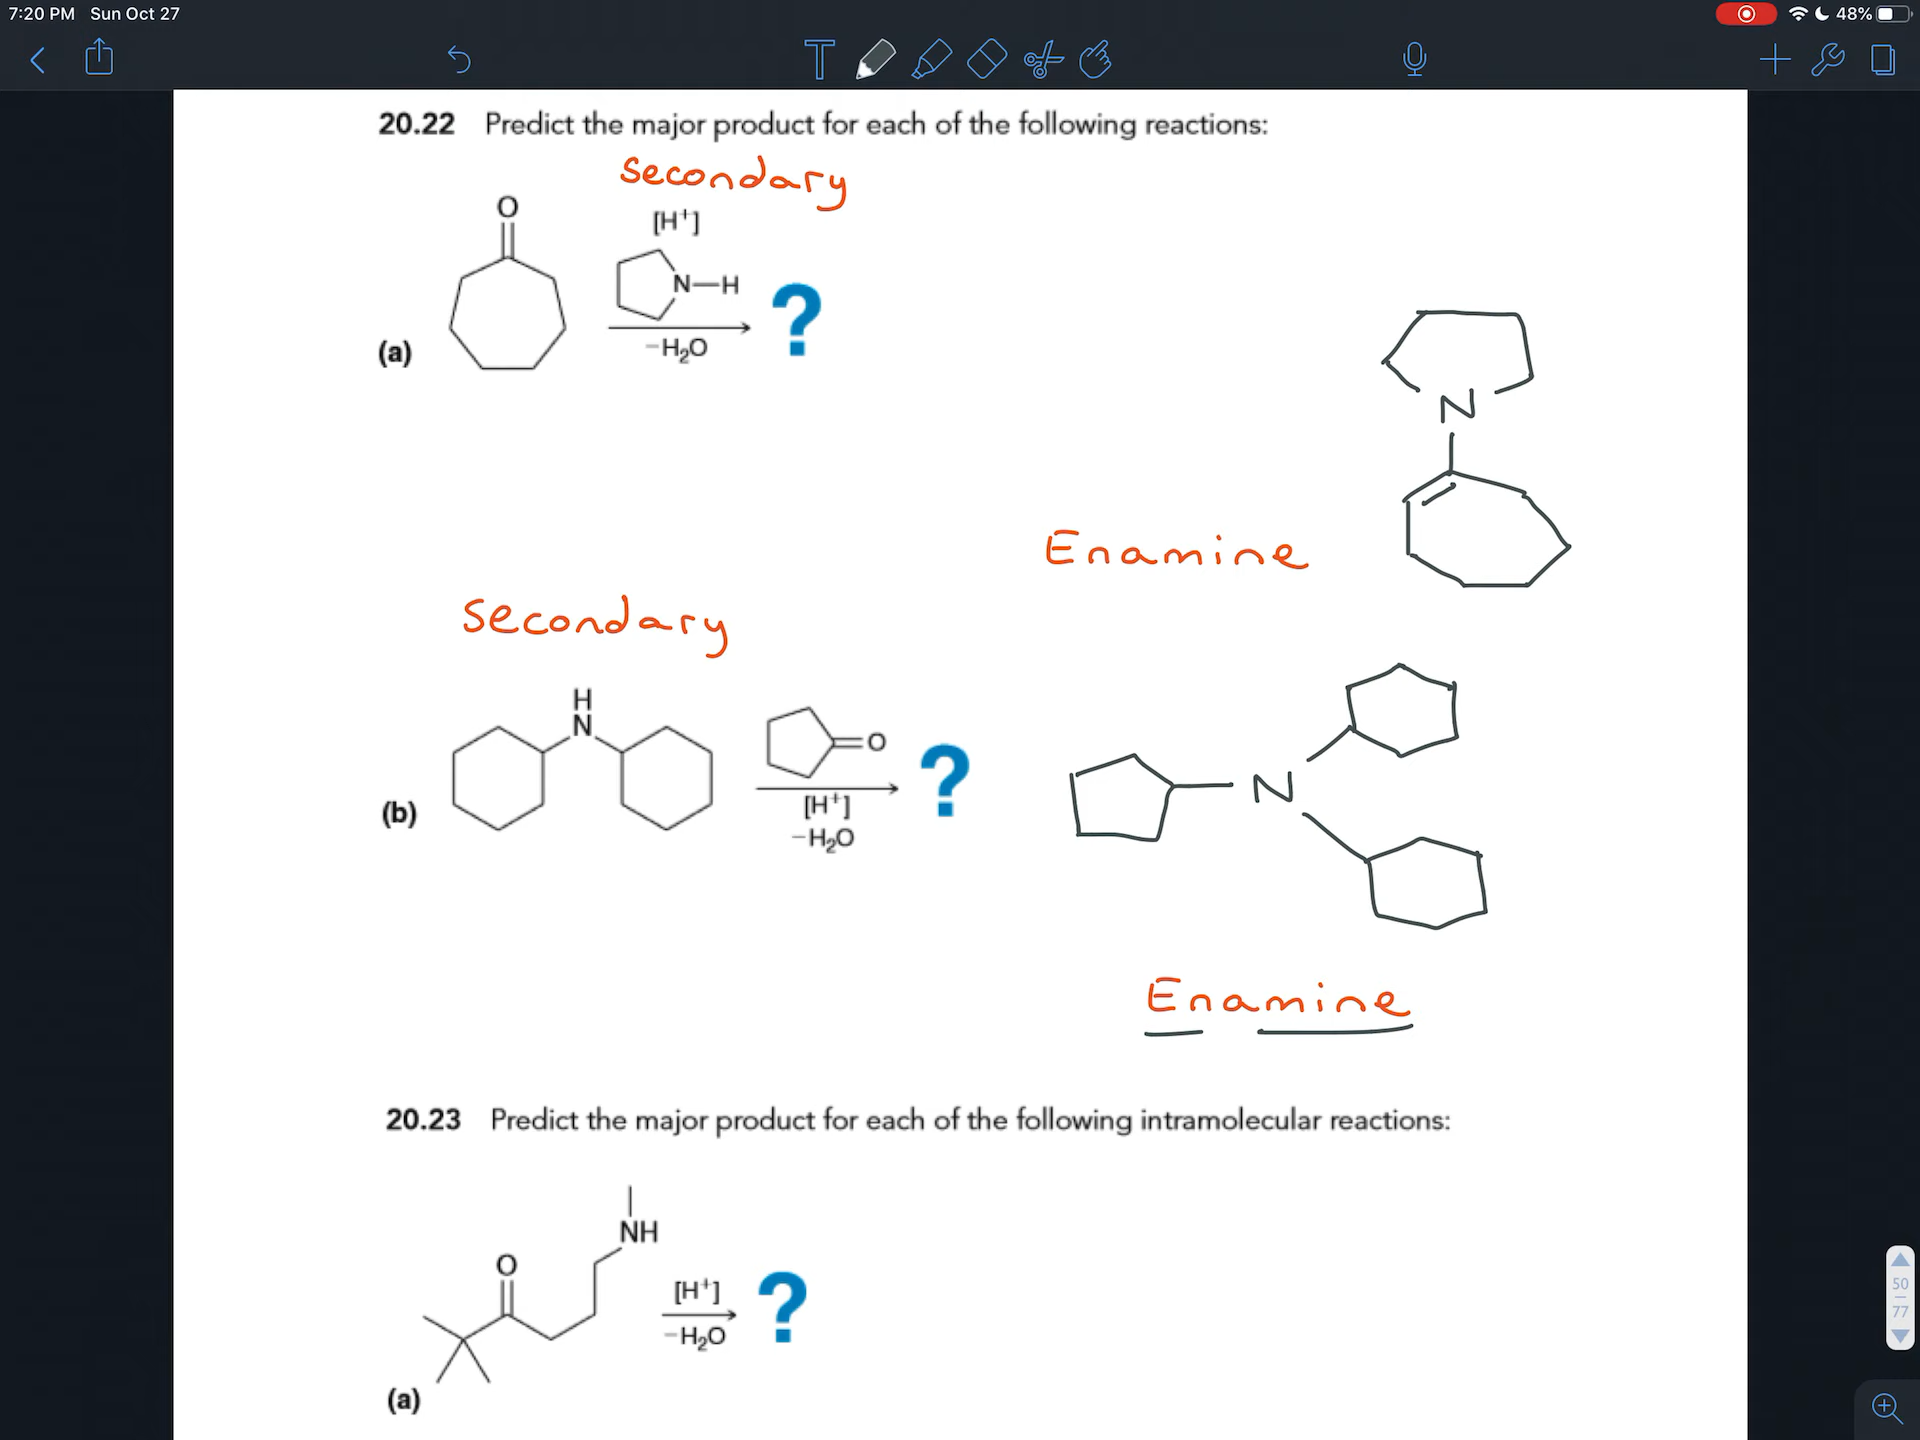 7:20 PM Sun Oct 27
48%
20.22 Predict the major product for each of the following reactions:
Secondary
O
[H⁺]
N—H
−H₂O
?
(a)
N
Enamine
Secondary
H
N
O
[H⁺]
−H₂O
?
(b)
N
Enamine
20.23 Predict the major product for each of the following intramolecular reactions:
NH
O
[H⁺]
−H₂O
?
(a)
50
77